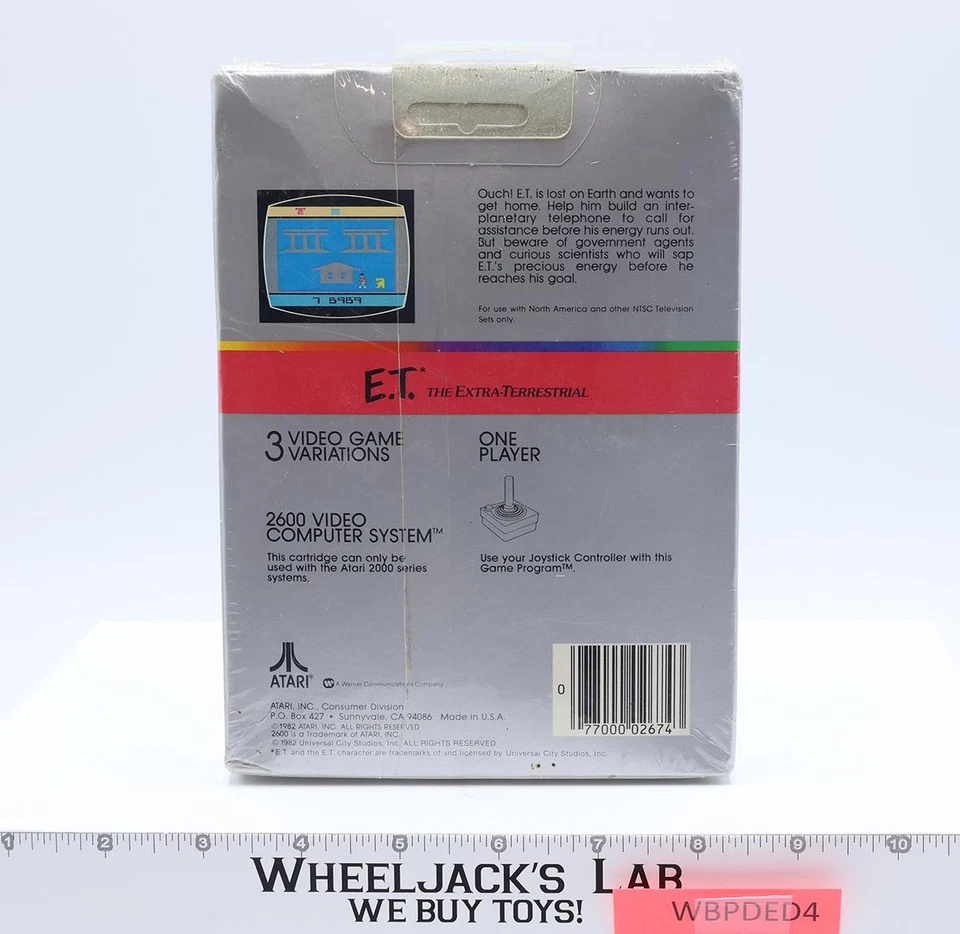 Ouch! E.T. is lost on Earth and wants to
get home. Help him build an inter-
planetary telephone to call for
assistance before his energy runs out.
But beware of government agents
and curious scientists who will sap
E.T.'s precious energy before he
reaches his goal.
For use with North America and other NTSC Television
Sets only.
7 8989
E.T.* THE EXTRA-TERRESTRIAL
3 VIDEO GAME
VARIATIONS
ONE
PLAYER
2600 VIDEO
COMPUTER SYSTEM™
This cartridge can only be
used with the Atari 2000 series
systems.
Use your Joystick Controller with this
Game Program™.
ATARI® A Warner Communications Company
ATARI, INC., Consumer Division
P.O. Box 427 • Sunnyvale, CA 94086 Made in U.S.A.
© 1982 ATARI, INC. ALL RIGHTS RESERVED
2600 is a Trademark of ATARI, INC.
© 1982 Universal City Studios, Inc. ALL RIGHTS RESERVED
*E.T. and the E.T. character are trademarks of and licensed by Universal City Studios, Inc.
0 77000 02674
1 2 3 4 5 6 7 8 9 10
WHEELJACK'S LAB
WE BUY TOYS!
WBPDED4